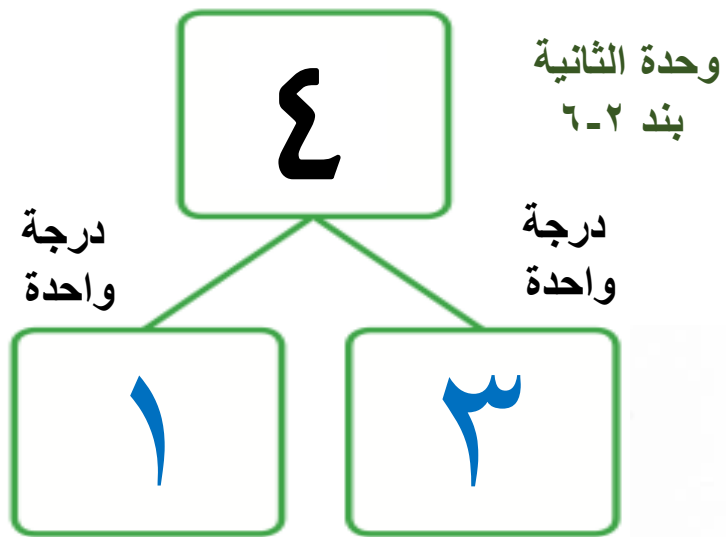 وحدة الثانية
بند ٢-٦
٤
درجة
واحدة
درجة
واحدة
٣
١